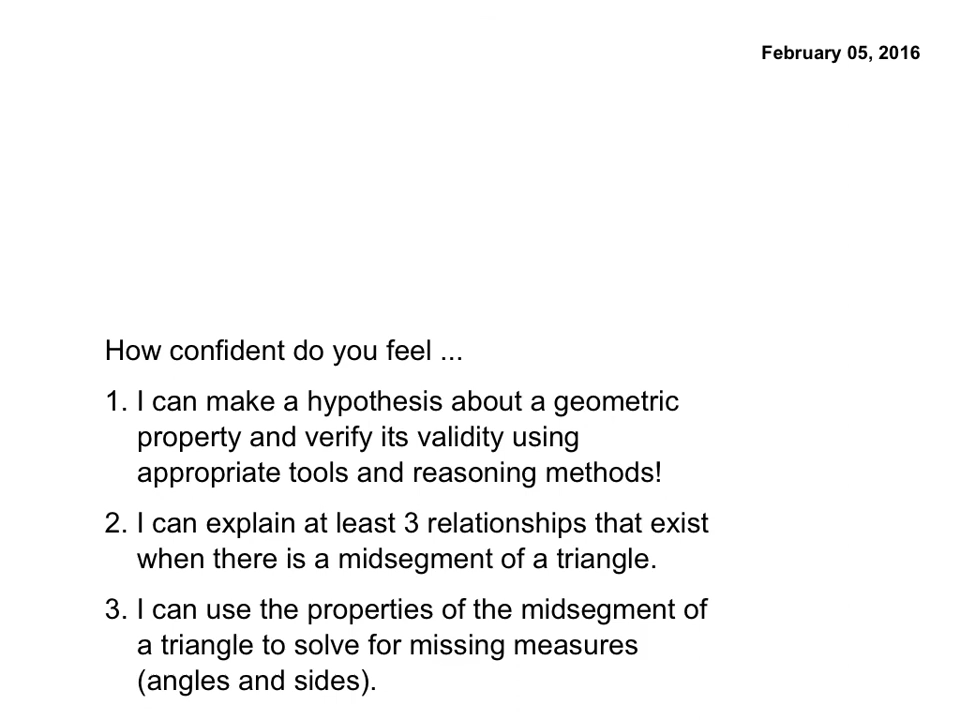 February 05, 2016
How confident do you feel ...
1. I can make a hypothesis about a geometric
property and verify its validity using
appropriate tools and reasoning methods!
2. I can explain at least 3 relationships that exist
when there is a midsegment of a triangle.
3. I can use the properties of the midsegment of
a triangle to solve for missing measures
(angles and sides).